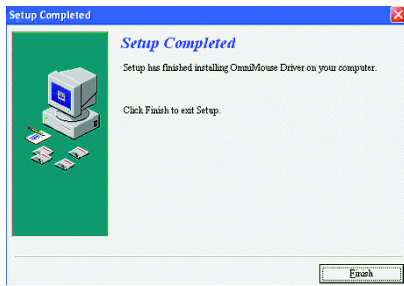 Setup Completed
Setup Completed
Setup has finished installing OmniMouse Driver on your computer.
Click Finish to exit Setup.
Finish